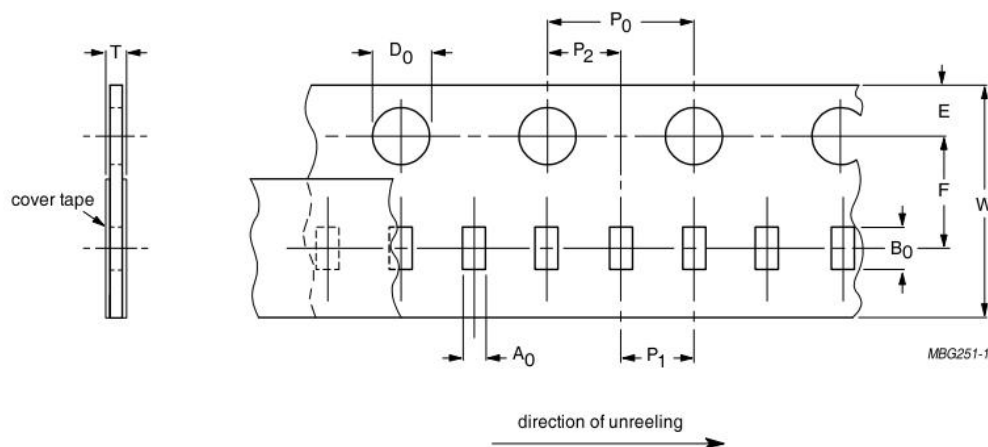 P0
T
D0
P2
E
F
W
cover tape
B0
A0
P1
MBG251-1
direction of unreeling